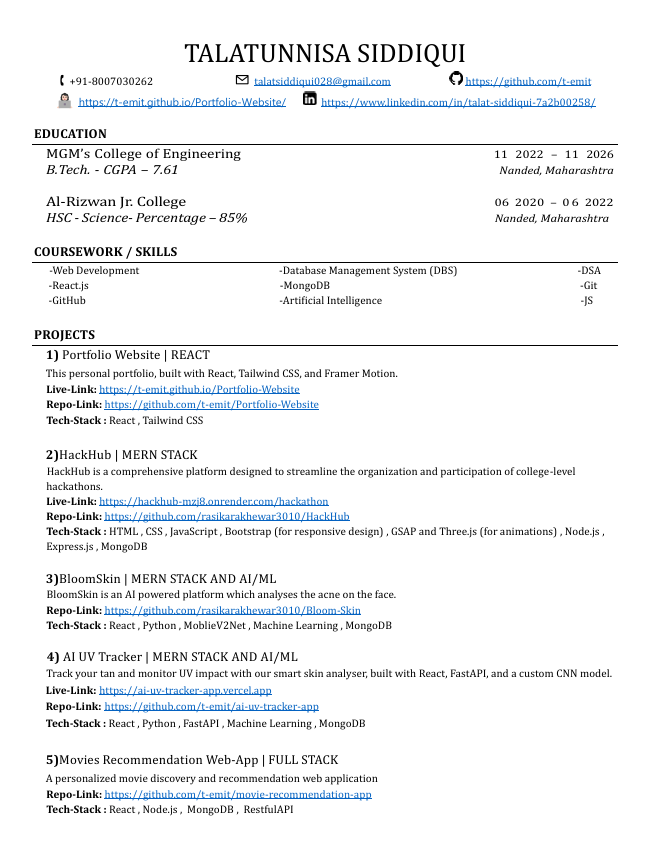 TALATUNNISA SIDDIQUI
+91-8007030262 talatsiddiqui028@gmail.com https://github.com/t-emit
https://t-emit.github.io/Portfolio-Website/ https://www.linkedin.com/in/talat-siddiqui-7a2b00258/
EDUCATION
MGM's College of Engineering 11 2022 – 11 2026
B.Tech. - CGPA – 7.61 Nanded, Maharashtra
Al-Rizwan Jr. College 06 2020 – 06 2022
HSC - Science- Percentage – 85% Nanded, Maharashtra
COURSEWORK / SKILLS
-Web Development -Database Management System (DBS) -DSA
-React.js -MongoDB -Git
-GitHub -Artificial Intelligence -JS
PROJECTS
1) Portfolio Website | REACT
This personal portfolio, built with React, Tailwind CSS, and Framer Motion.
Live-Link: https://t-emit.github.io/Portfolio-Website
Repo-Link: https://github.com/t-emit/Portfolio-Website
Tech-Stack : React , Tailwind CSS
2)HackHub | MERN STACK
HackHub is a comprehensive platform designed to streamline the organization and participation of college-level
hackathons.
Live-Link: https://hackhub-mzj8.onrender.com/hackathon
Repo-Link: https://github.com/rasikarakhewar3010/HackHub
Tech-Stack : HTML , CSS , JavaScript , Bootstrap (for responsive design) , GSAP and Three.js (for animations) , Node.js ,
Express.js , MongoDB
3)BloomSkin | MERN STACK AND AI/ML
BloomSkin is an AI powered platform which analyses the acne on the face.
Repo-Link: https://github.com/rasikarakhewar3010/Bloom-Skin
Tech-Stack : React , Python , MoblieV2Net , Machine Learning , MongoDB
4) AI UV Tracker | MERN STACK AND AI/ML
Track your tan and monitor UV impact with our smart skin analyser, built with React, FastAPI, and a custom CNN model.
Live-Link: https://ai-uv-tracker-app.vercel.app
Repo-Link: https://github.com/t-emit/ai-uv-tracker-app
Tech-Stack : React , Python , FastAPI , Machine Learning , MongoDB
5)Movies Recommendation Web-App | FULL STACK
A personalized movie discovery and recommendation web application
Repo-Link: https://github.com/t-emit/movie-recommendation-app
Tech-Stack : React , Node.js , MongoDB , RestfulAPI